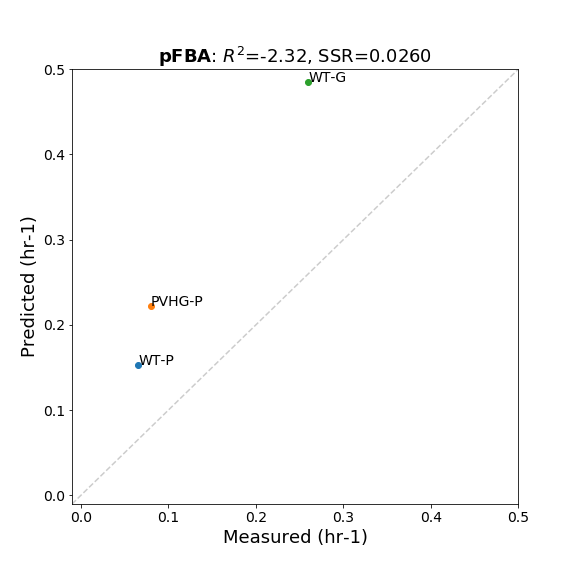 pFBA: R²=-2.32, SSR=0.0260
0.5
WT-G
0.4
0.3
PVHG-P
0.2
WT-P
0.1
0.0
0.0 0.1 0.2 0.3 0.4 0.5
Measured (hr-1)
Predicted (hr-1)